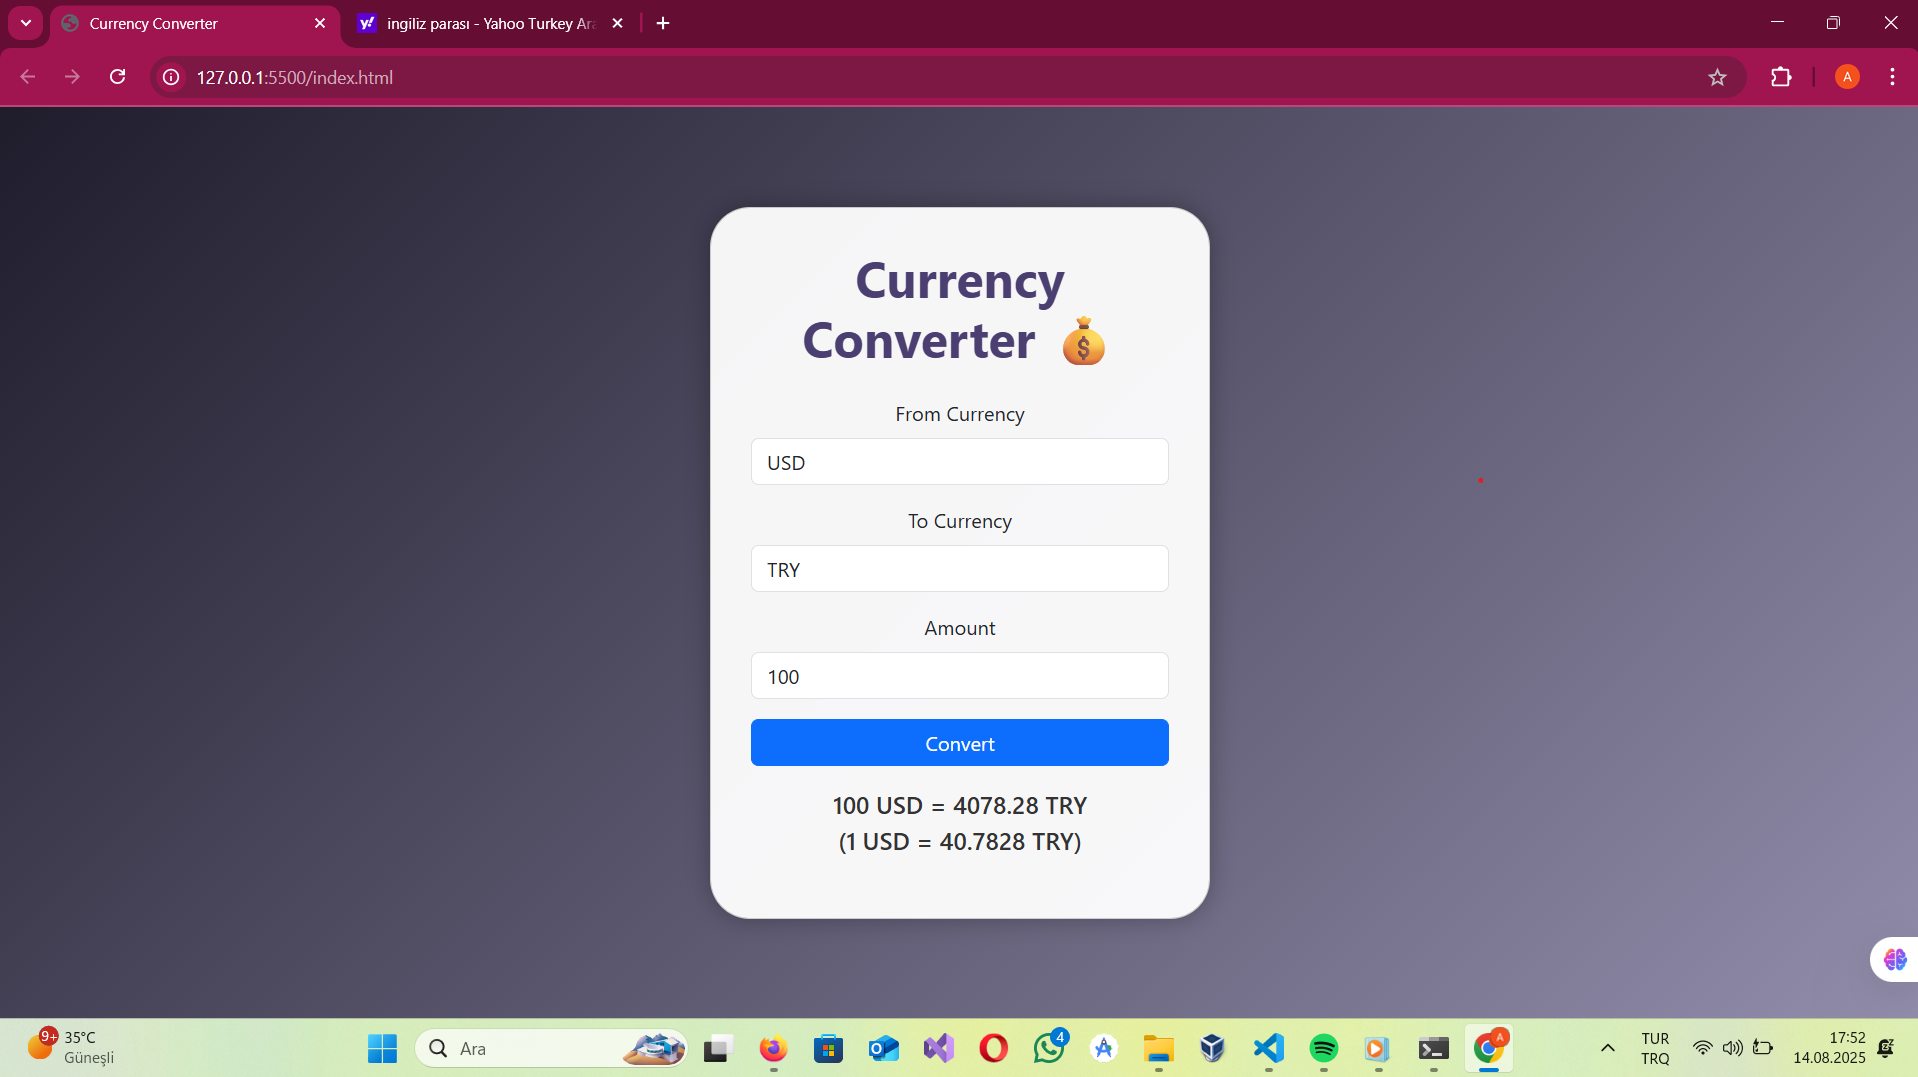 Currency Converter
ingiliz parası - Yahoo Turkey Ar
127.0.0.1:5500/index.html
A
Currency
Converter 💰
From Currency
USD
To Currency
TRY
Amount
100
Convert
100 USD = 4078.28 TRY
(1 USD = 40.7828 TRY)
9+
35°C
Güneşli
Ara
4
A
TUR
TRQ
17:52
14.08.2025